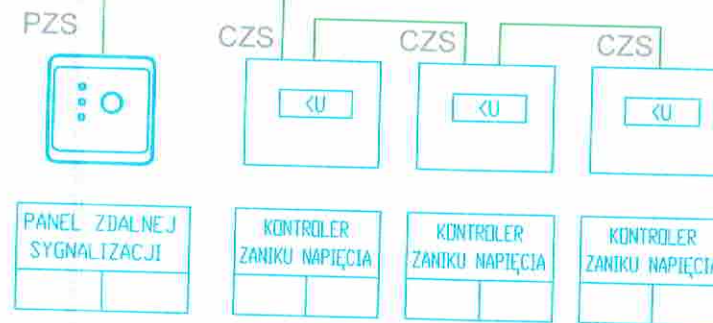 PZS
CZS
CZS
CZS
<U
<U
<U
PANEL ZDALNEJ
SYGNALIZACJI
KONTROLER
ZANIKU NAPIĘCIA
KONTROLER
ZANIKU NAPIĘCIA
KONTROLER
ZANIKU NAPIĘCIA